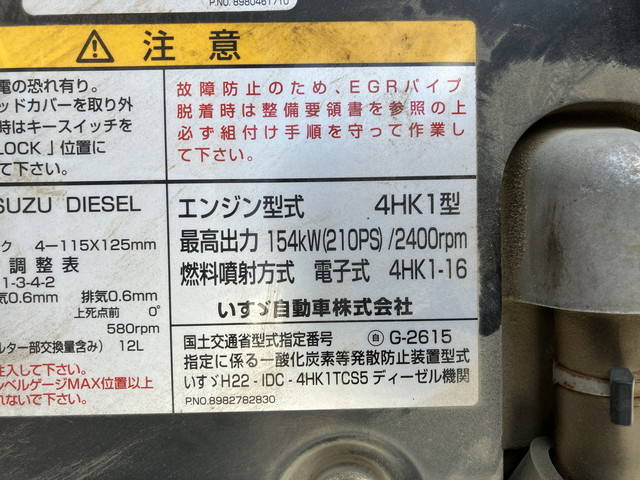 P.NO. 8980461710
注意
電の恐れ有り。
ッドカバーを取り外
時はキースイッチを
LOCK」位置に
て下さい。
故障防止のため、EGRパイプ
脱着時は整備要領書を参照の上
必ず組付け手順を守って作業し
て下さい。
SUZU DIESEL
ク 4-115X125mm
調整表
1-3-4-2
気0.6mm 排気0.6mm
上死点前 0°
580rpm
ルター部交換量含み) 12L
注入して下さい。
ベルゲージMAX位置以上
れないで下さい。
エンジン型式 4HK1型
最高出力 154kW(210PS)/2400rpm
燃料噴射方式 電子式 4HK1-16
いすゞ自動車株式会社
国土交通省型式指定番号 自 G-2615
指定に係る一酸化炭素等発散防止装置型式
いすゞH22-IDC-4HK1TCS5 ディーゼル機関
P.NO. 8982782830